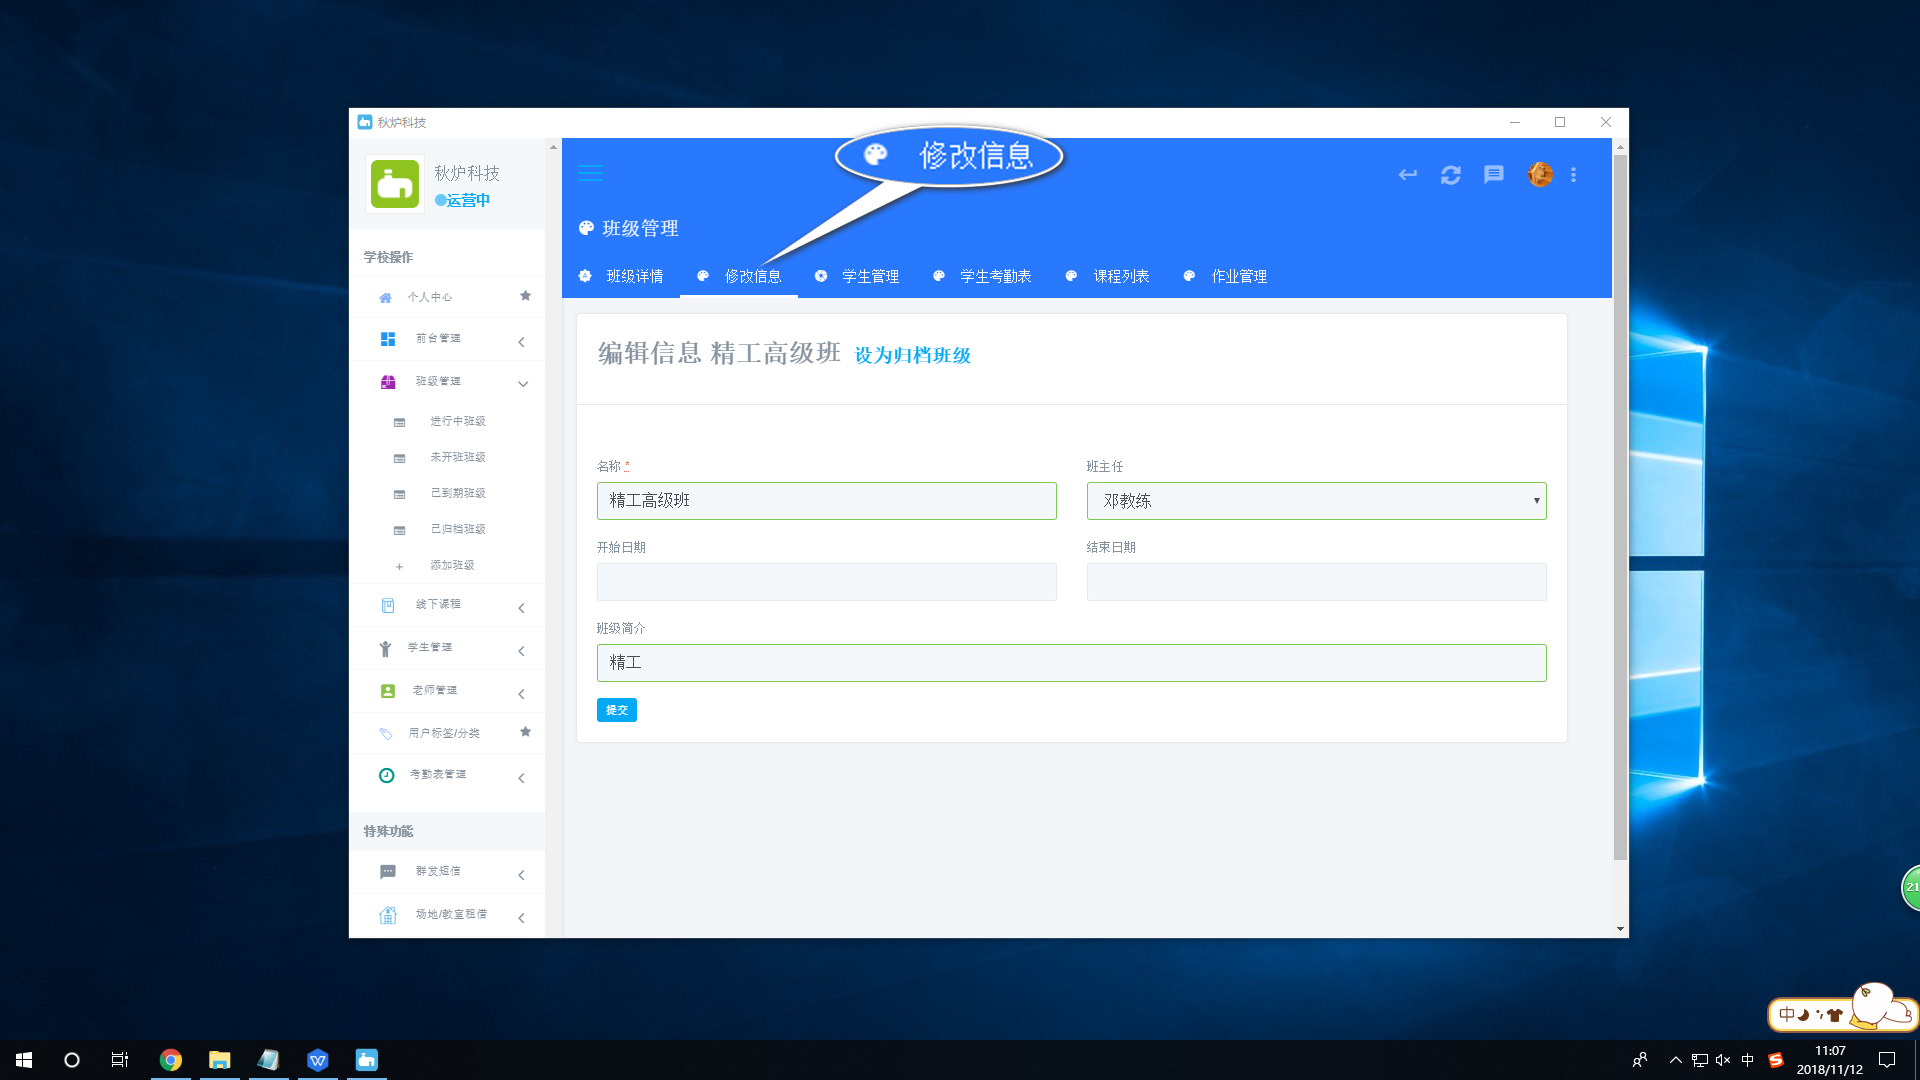 秋炉科技
秋炉科技
运营中
学校操作
个人中心
前台管理
班级管理
进行中班级
未开班班级
已到期班级
已归档班级
添加班级
线下课程
学生管理
老师管理
用户标签/分类
考勤表管理
特殊功能
群发短信
场地/教室租借
修改信息
班级管理
班级详情
修改信息
学生管理
学生考勤表
课程列表
作业管理
编辑信息 精工高级班 设为归档班级
名称 *
班主任
精工高级班
邓教练
开始日期
结束日期
班级简介
精工
提交
21
中
中
11:07
2018/11/12